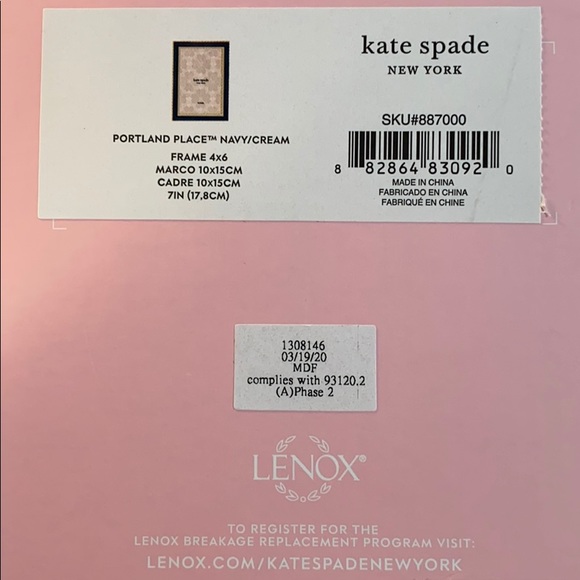 kate spade
NEW YORK
PORTLAND PLACE™ NAVY/CREAM
FRAME 4x6
MARCO 10x15CM
CADRE 10x15CM
7IN (17,8CM)
SKU#887000
8 82864 83092 0
MADE IN CHINA
FABRICADO EN CHINA
FABRIQUÉ EN CHINE
kate spade
1308146
03/19/20
MDF
complies with 93120.2
(A)Phase 2
LENOX®
TO REGISTER FOR THE
LENOX BREAKAGE REPLACEMENT PROGRAM VISIT:
LENOX.COM/KATESPADENEWYORK